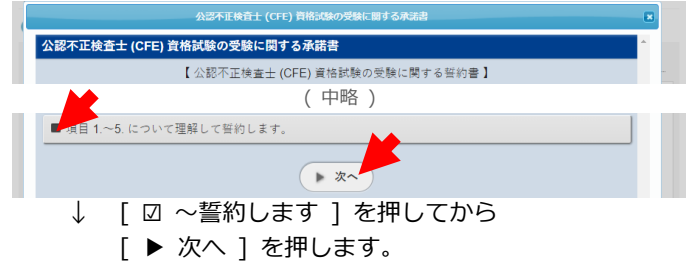 公認不正検査士 (CFE) 資格試験の受験に関する承諾書
公認不正検査士 (CFE) 資格試験の受験に関する承諾書
【 公認不正検査士 (CFE) 資格試験の受験に関する誓約書 】
( 中略 )
項目 1.～5. について理解して誓約します。
▶ 次へ
↓ [ ☑ ～誓約します ] を押してから
[ ▶ 次へ ] を押します。